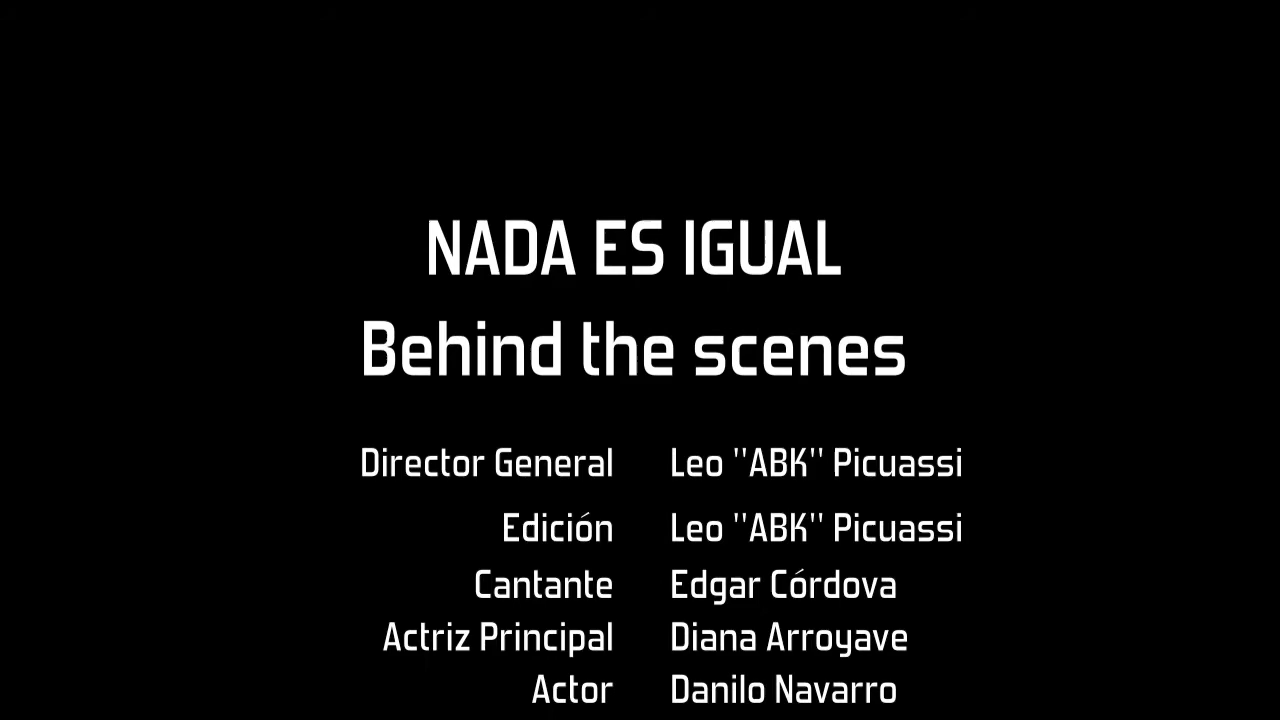 NADA ES IGUAL
Behind the scenes
Director General Leo "ABK" Picuassi
Edición Leo "ABK" Picuassi
Cantante Edgar Córdova
Actriz Principal Diana Arroyave
Actor Danilo Navarro